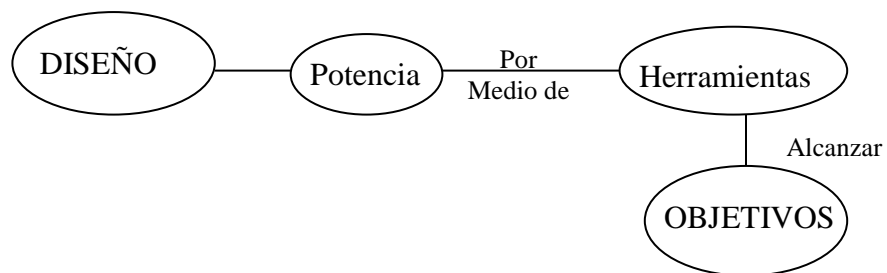 DISEÑO
Potencia
Por
Medio de
Herramientas
Alcanzar
OBJETIVOS